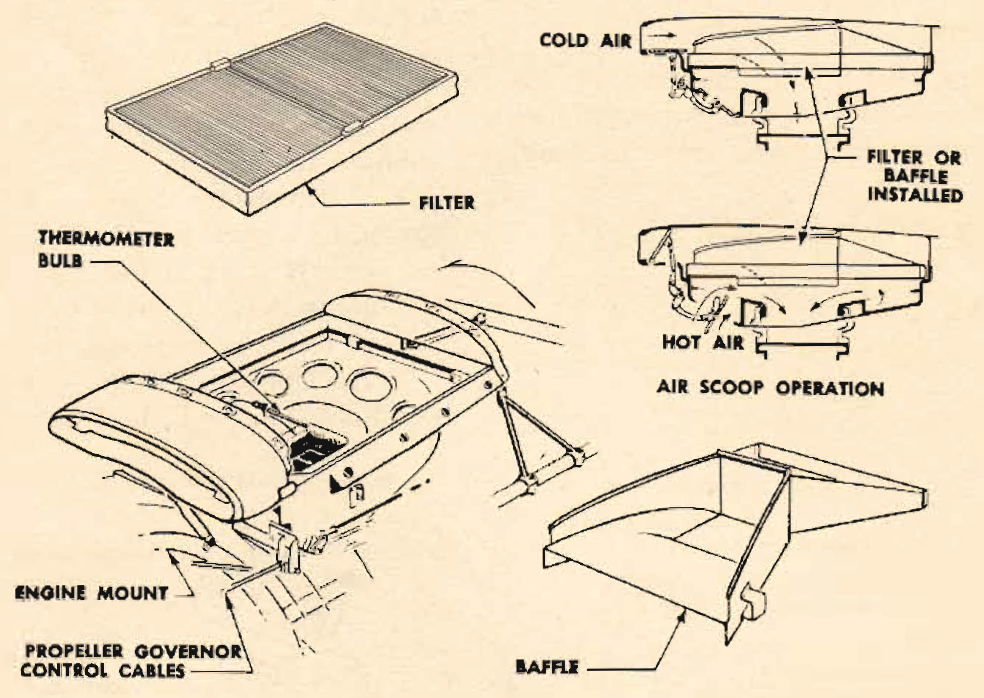 COLD AIR
FILTER OR
BAFFLE
INSTALLED
FILTER
THERMOMETER
BULB
HOT AIR
AIR SCOOP OPERATION
ENGINE MOUNT
PROPELLER GOVERNOR
CONTROL CABLES
BAFFLE